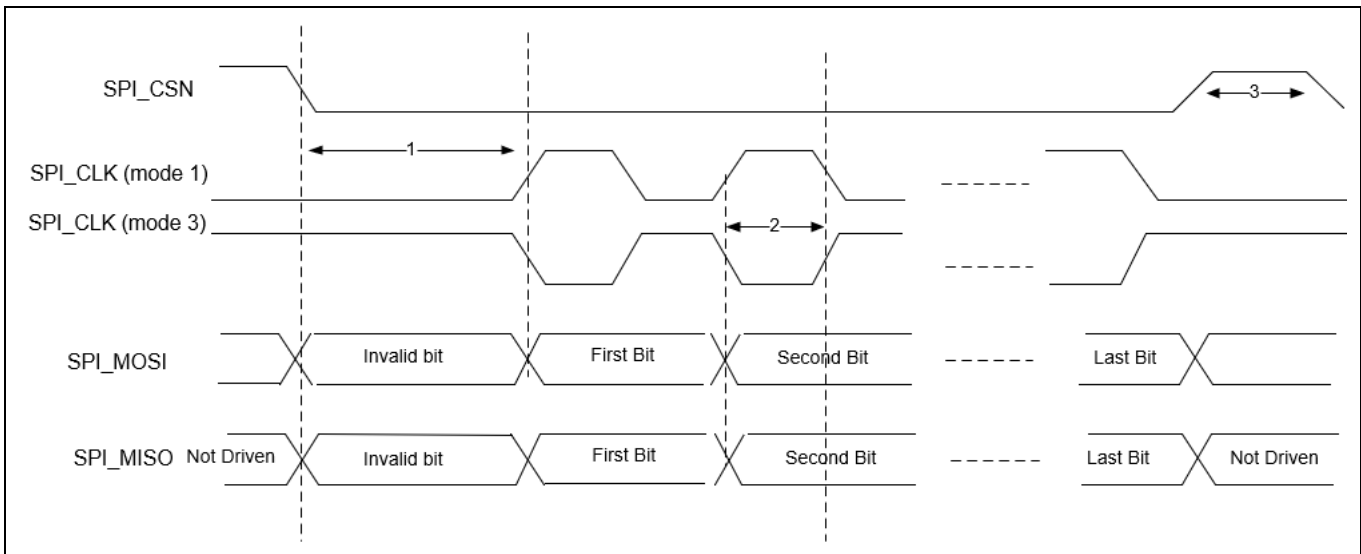 SPI_CSN
3
1
SPI_CLK (mode 1)
SPI_CLK (mode 3)
2
SPI_MOSI Invalid bit First Bit Second Bit Last Bit
SPI_MISO Not Driven Invalid bit First Bit Second Bit Last Bit Not Driven